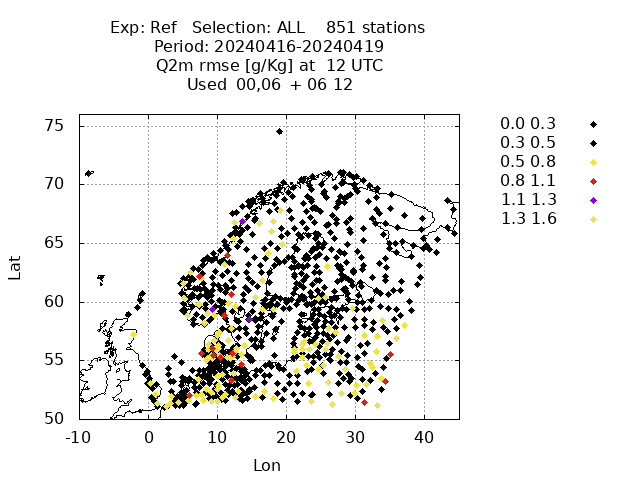 Exp: Ref   Selection: ALL    851 stations
Period: 20240416-20240419
Q2m rmse [g/Kg] at  12 UTC
Used  00,06  + 06 12
75
70
65
60
55
50
-10 0 10 20 30 40
Lat
Lon
0.0 0.3
0.3 0.5
0.5 0.8
0.8 1.1
1.1 1.3
1.3 1.6